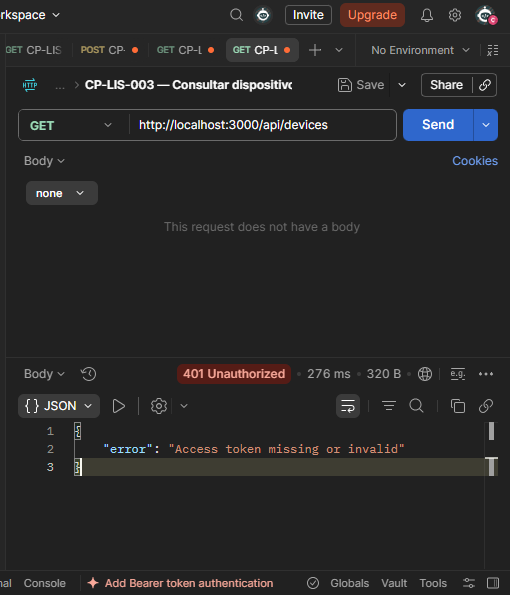 rkspace
Invite
Upgrade
GET CP-LIS
POST CP-
GET CP-L
GET CP-L
No Environment
HTTP
... > CP-LIS-003 — Consultar dispositivo
Save
Share
GET
http://localhost:3000/api/devices
Send
Body
Cookies
none
This request does not have a body
Body
401 Unauthorized • 276 ms • 320 B •
e.g.
{} JSON
1 {
2 "error": "Access token missing or invalid"
3 }
nal Console
Add Bearer token authentication
Globals Vault Tools